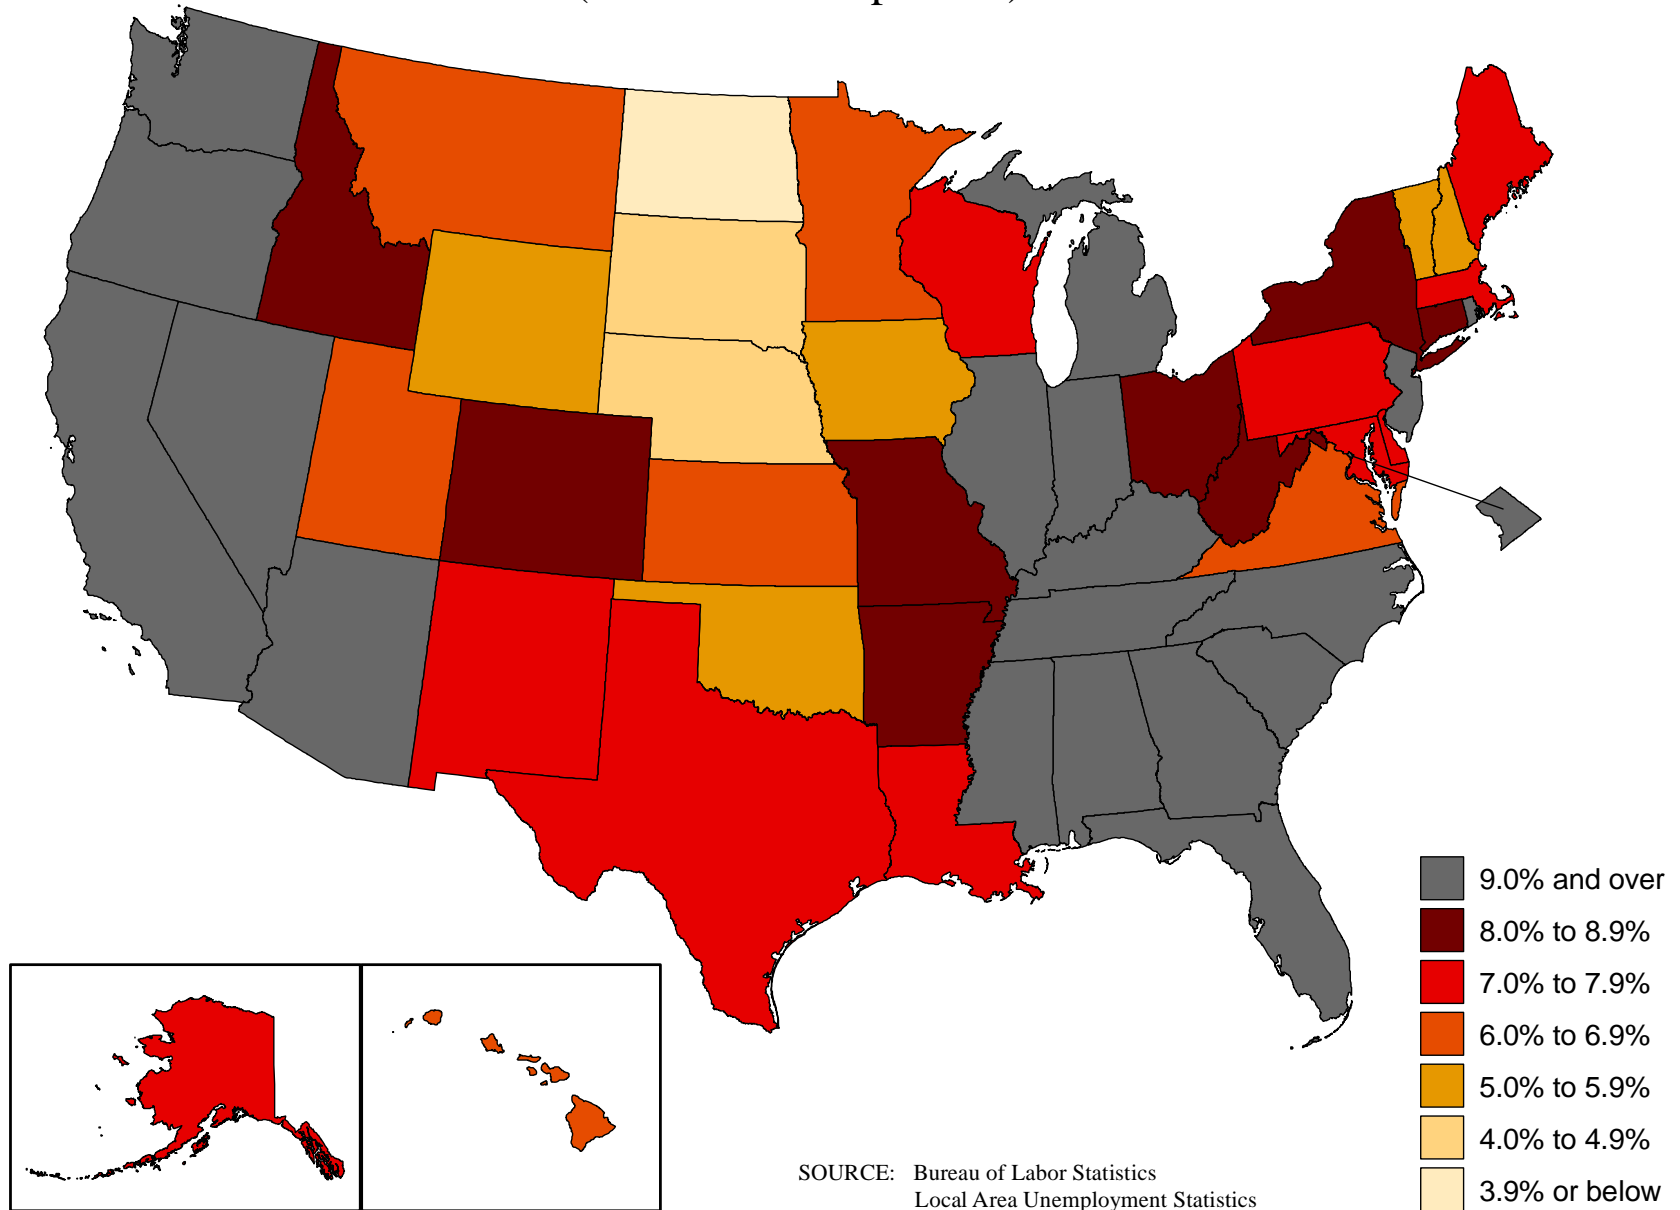 9.0% and over
8.0% to 8.9%
7.0% to 7.9%
6.0% to 6.9%
5.0% to 5.9%
4.0% to 4.9%
3.9% or below
SOURCE: Bureau of Labor Statistics
Local Area Unemployment Statistics